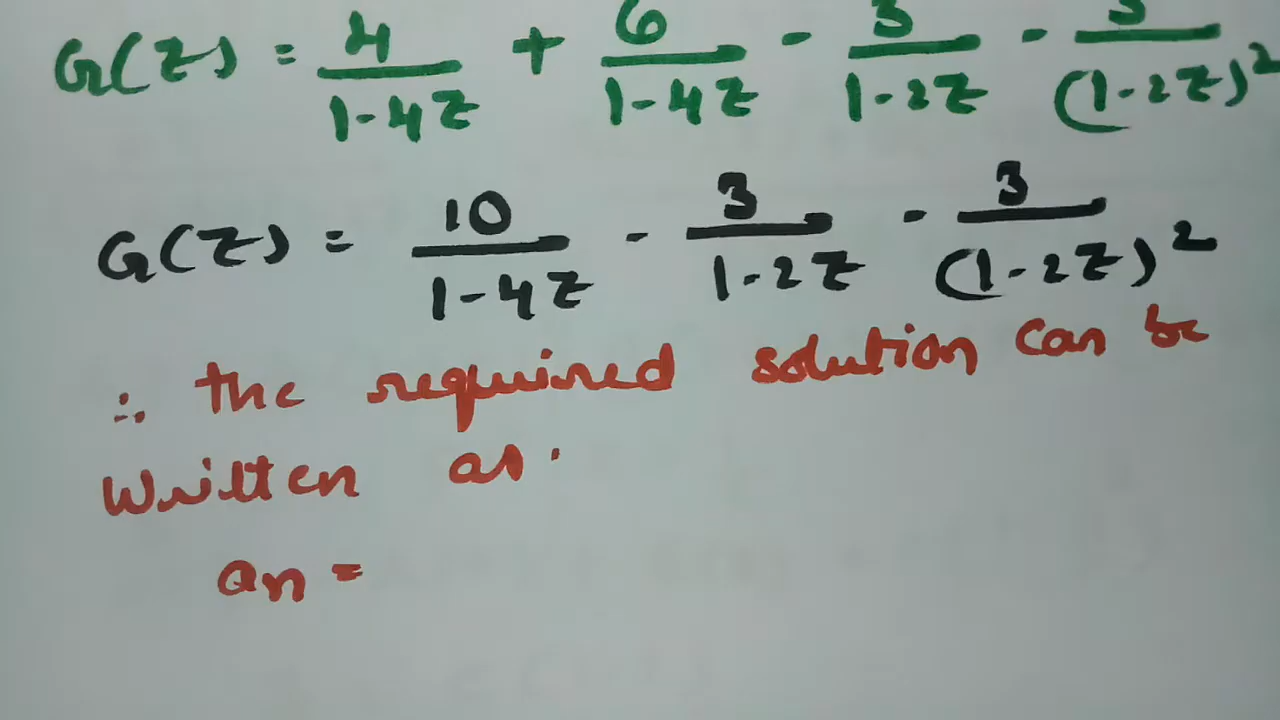 G(Z) = 4/1-4Z + 6/1-4Z - 3/1-2Z - 3/(1-2Z)²
G(Z) = 10/1-4Z - 3/1-2Z - 3/(1-2Z)²
∴ the required solution can be
written as.
an =